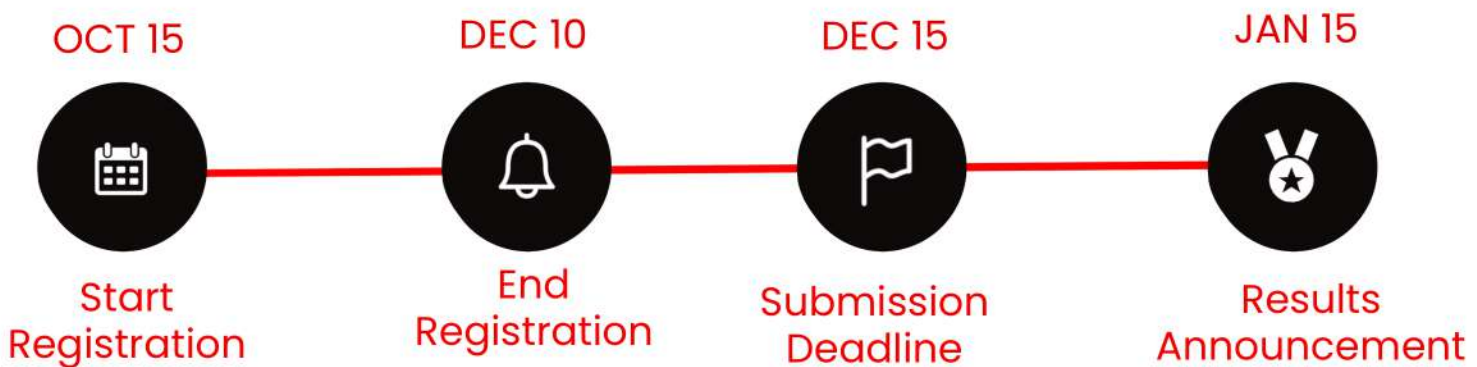 OCT 15
DEC 10
DEC 15
JAN 15
Start
Registration
End
Registration
Submission
Deadline
Results
Announcement